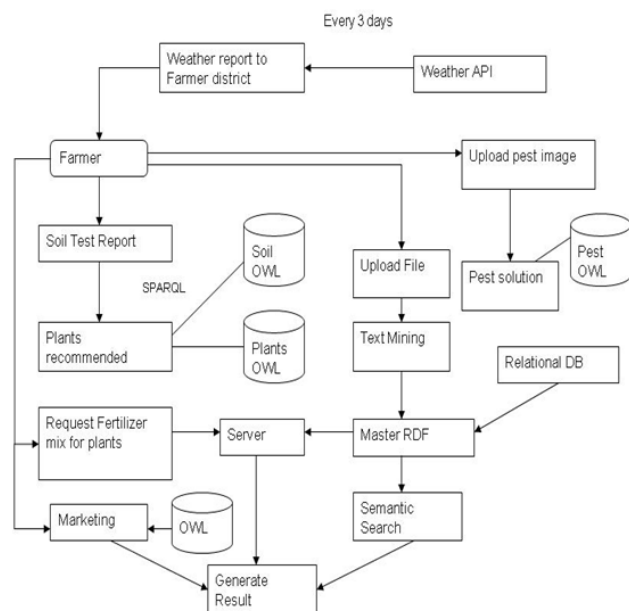 Every 3 days
Weather report to
Farmer district
Weather API
Farmer
Upload pest image
Soil Test Report
Soil
OWL
Upload File
Pest solution
Pest
OWL
SPARQL
Plants
recommended
Plants
OWL
Text Mining
Relational DB
Request Fertilizer
mix for plants
Server
Master RDF
Marketing
OWL
Semantic
Search
Generate
Result